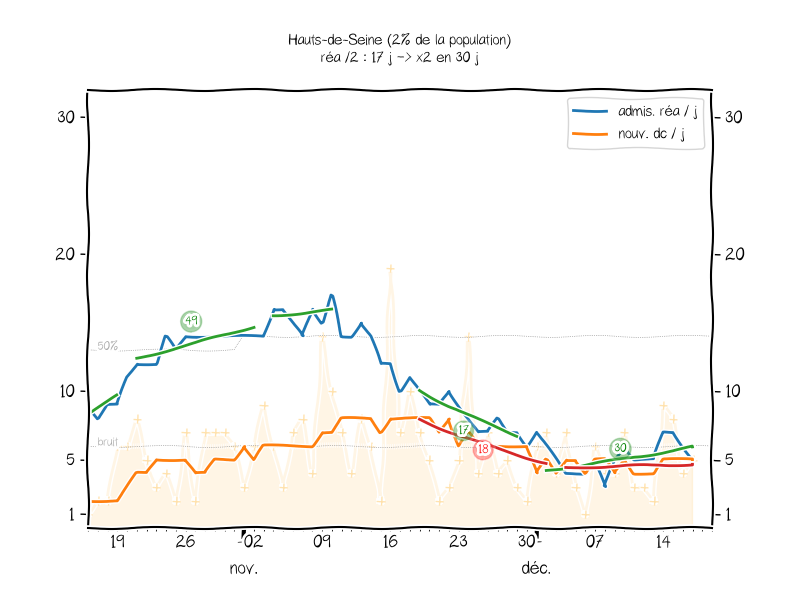 Hauts-de-Seine (2% de la population)
réa /2 : 17 j -> x2 en 30 j
admis. réa / j
nouv. dc / j
30
30
20
20
49
50%
10
10
17
bruit
18
30
5
5
1
1
19 26 02 09 16 23 30 07 14
nov. déc.